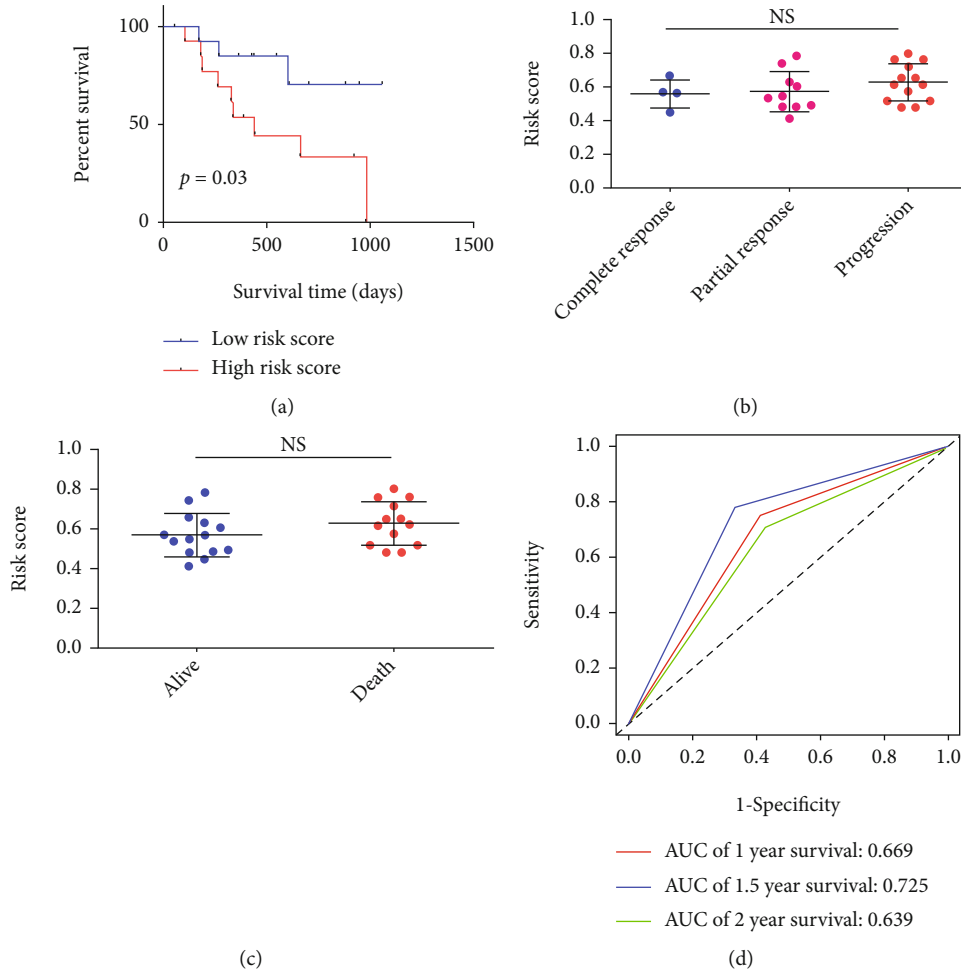 100
50
0
Percent survival
p = 0.03
0
500
1000
1500
Survival time (days)
Low risk score
High risk score
(a)
NS
1.0
0.8
0.6
0.4
0.2
0.0
Risk score
Complete response
Partial response
Progression
(b)
NS
1.0
0.8
0.6
0.4
0.2
0.0
Risk score
Alive
Death
(c)
1.0
0.8
0.6
0.4
0.2
0.0
Sensitivity
0.0
0.2
0.4
0.6
0.8
1.0
1-Specificity
AUC of 1 year survival: 0.669
AUC of 1.5 year survival: 0.725
AUC of 2 year survival: 0.639
(d)